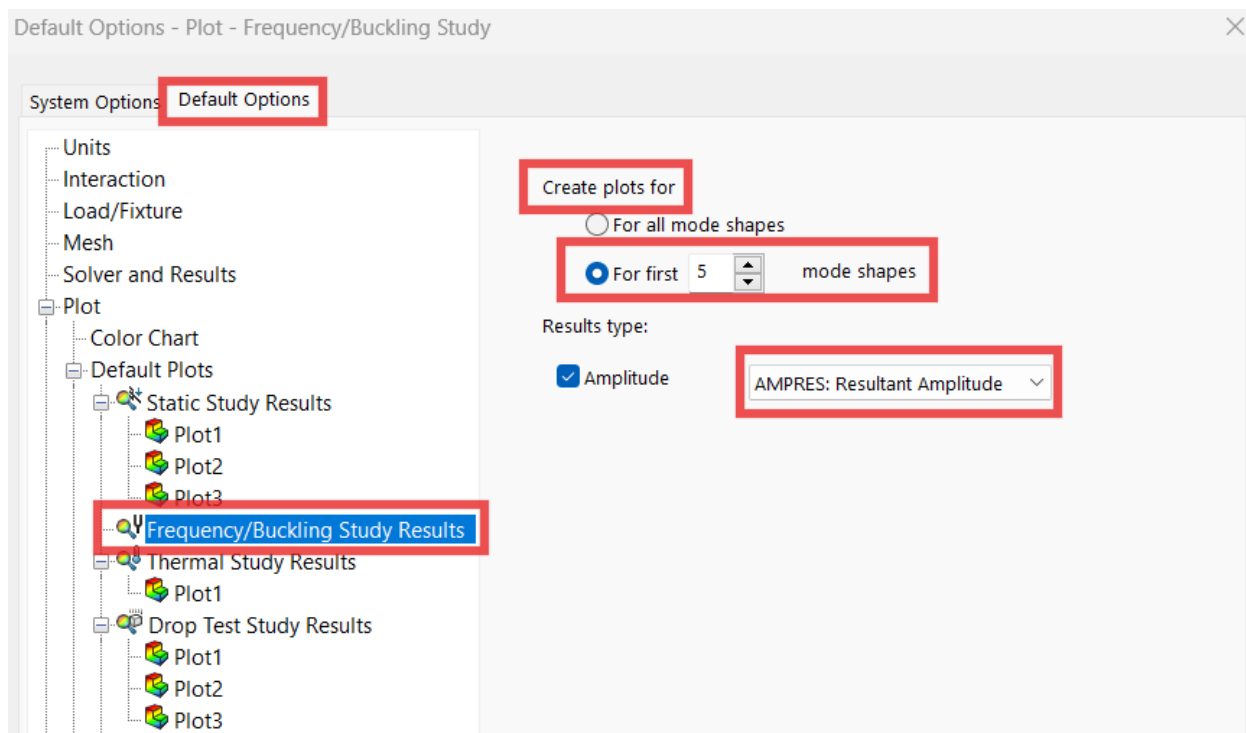 Default Options - Plot - Frequency/Buckling Study
System Options
Default Options
Units
Interaction
Load/Fixture
Mesh
Solver and Results
Plot
Color Chart
Default Plots
Static Study Results
Plot1
Plot2
Plot3
Frequency/Buckling Study Results
Thermal Study Results
Plot1
Drop Test Study Results
Plot1
Plot2
Plot3
Create plots for
For all mode shapes
For first 5 mode shapes
Results type:
Amplitude AMPRES: Resultant Amplitude